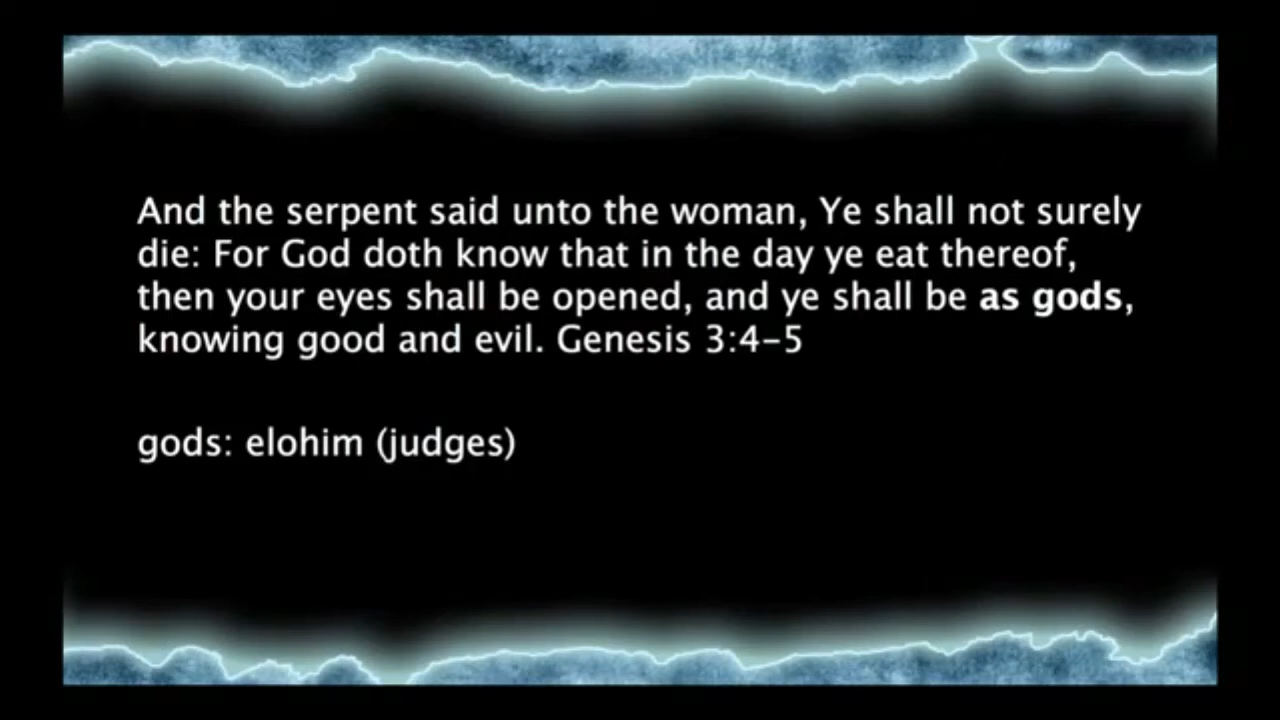 And the serpent said unto the woman, Ye shall not surely
die: For God doth know that in the day ye eat thereof,
then your eyes shall be opened, and ye shall be as gods,
knowing good and evil. Genesis 3:4–5
gods: elohim (judges)